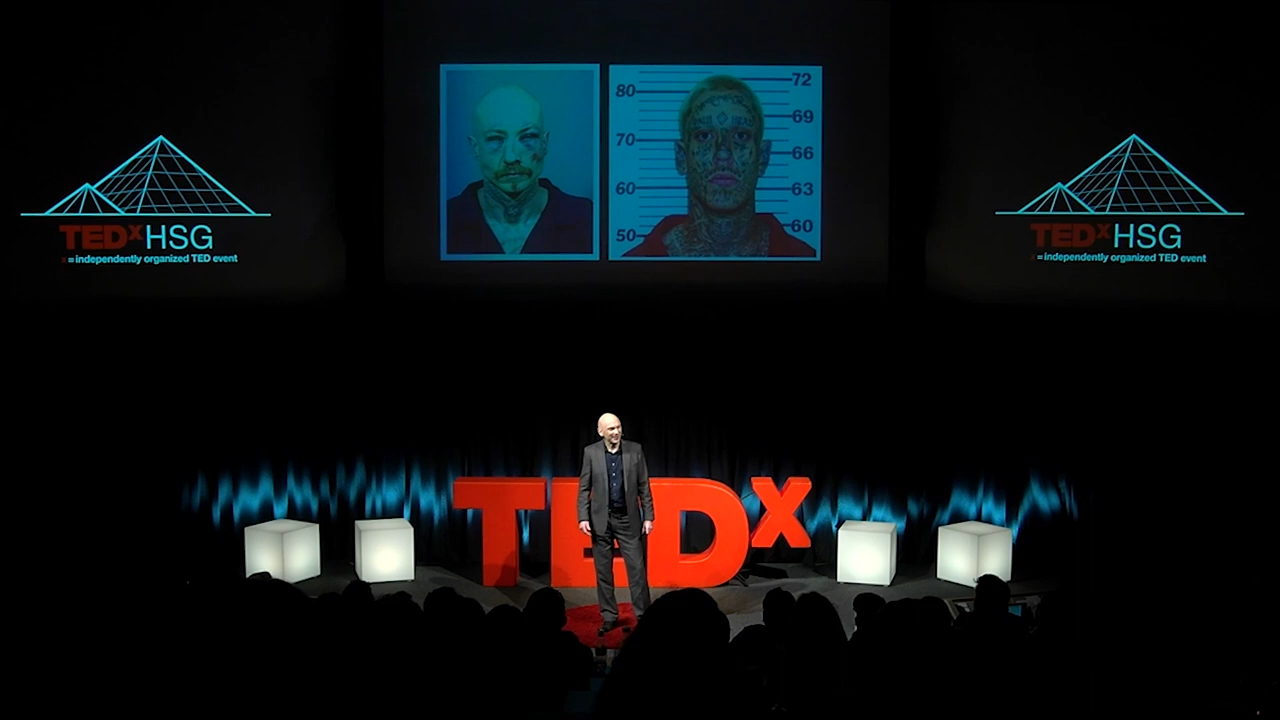 TEDxHSG
x = independently organized TED event
80
70
60
50
72
69
66
63
60
TEDxHSG
x = independently organized TED event
TEDx